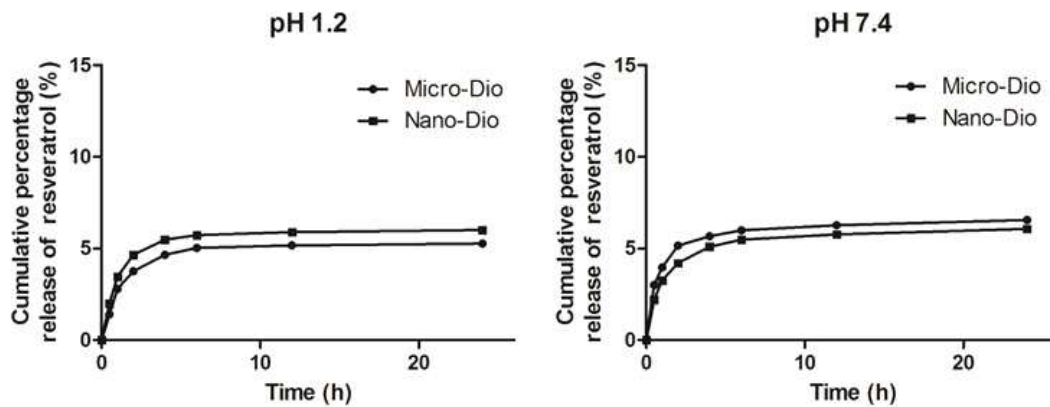 pH 1.2
Cumulative percentage
release of resveratrol (%)
15
10
5
0
Micro-Dio
Nano-Dio
0
10
20
Time (h)
pH 7.4
Cumulative percentage
release of resveratrol (%)
15
10
5
0
Micro-Dio
Nano-Dio
0
10
20
Time (h)